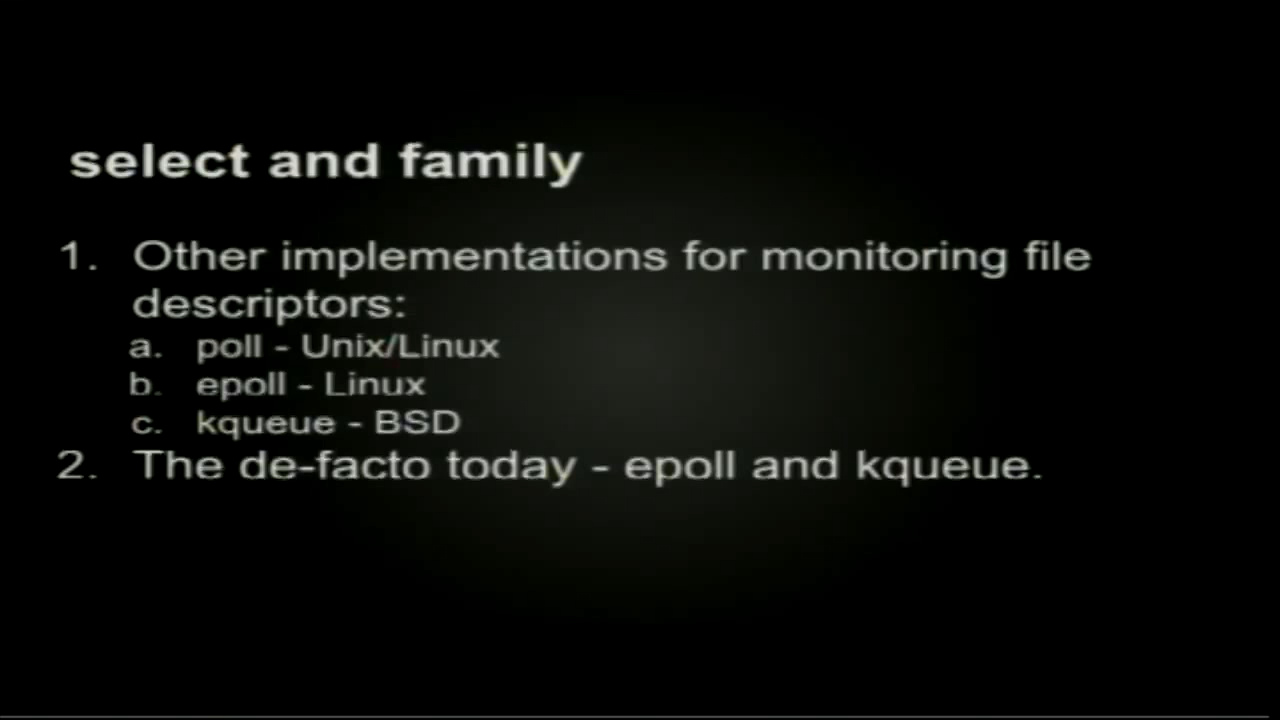 select and family
1. Other implementations for monitoring file
descriptors:
a. poll - Unix/Linux
b. epoll - Linux
c. kqueue - BSD
2. The de-facto today - epoll and kqueue.